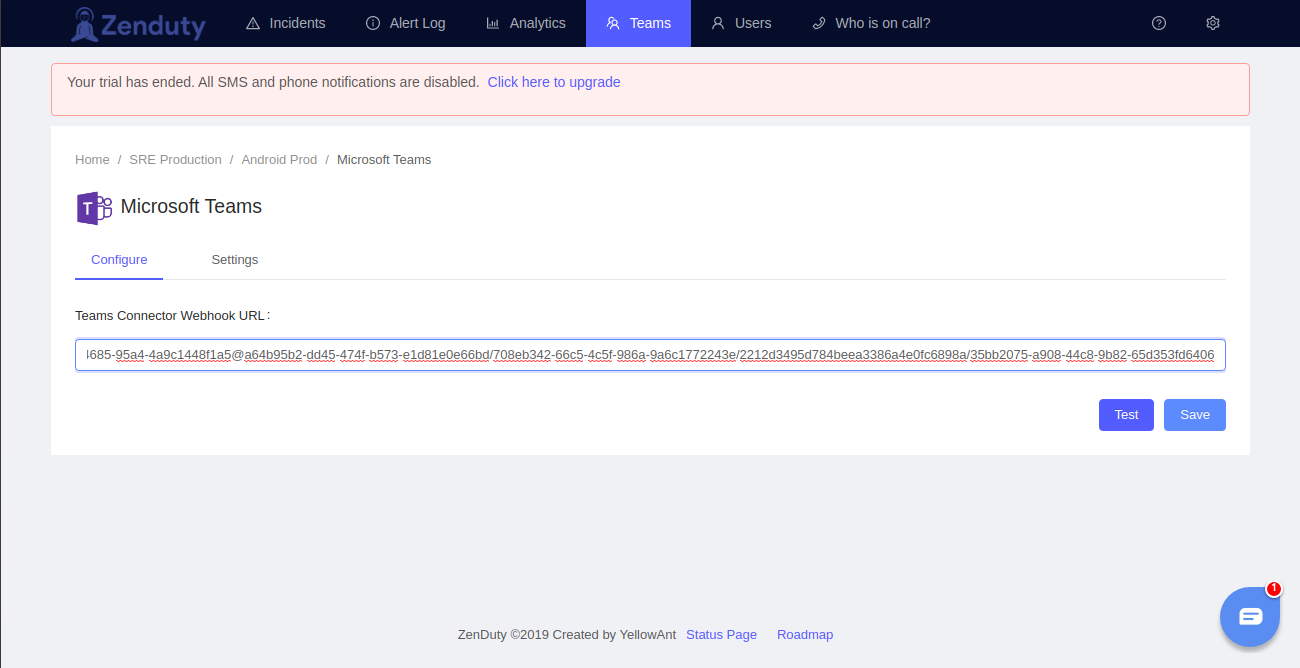 Zenduty Incidents Alert Log Analytics Teams Users Who is on call?
Your trial has ended. All SMS and phone notifications are disabled. Click here to upgrade
Home / SRE Production / Android Prod / Microsoft Teams
T Microsoft Teams
Configure Settings
Teams Connector Webhook URL :
685-95a4-4a9c1448f1a5@a64b95b2-dd45-474f-b573-e1d81e0e66bd/708eb342-66c5-4c5f-986a-9a6c1772243e/2212d3495d784beea3386a4e0fc6898a/35bb2075-a908-44c8-9b82-65d353fd6406
Test Save
1
ZenDuty ©2019 Created by YellowAnt Status Page Roadmap